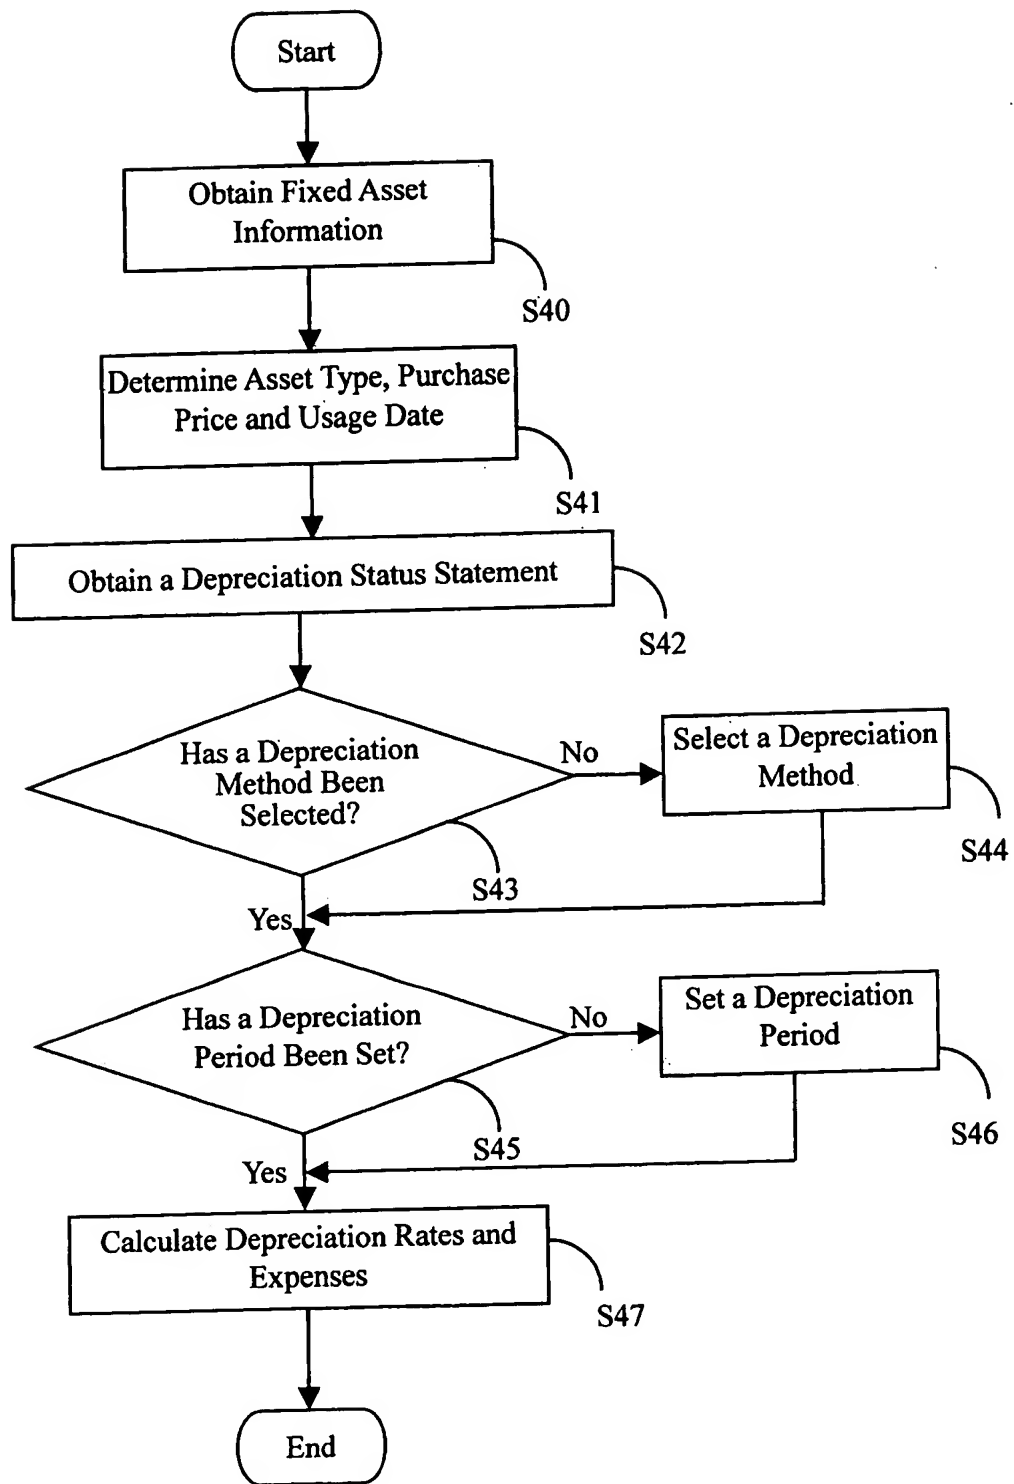 Start
Obtain Fixed Asset
Information
S40
Determine Asset Type, Purchase
Price and Usage Date
S41
Obtain a Depreciation Status Statement
S42
Has a Depreciation
Method Been
Selected?
No
Select a Depreciation
Method
S44
S43
Yes
Has a Depreciation
Period Been Set?
No
Set a Depreciation
Period
S46
S45
Yes
Calculate Depreciation Rates and
Expenses
S47
End